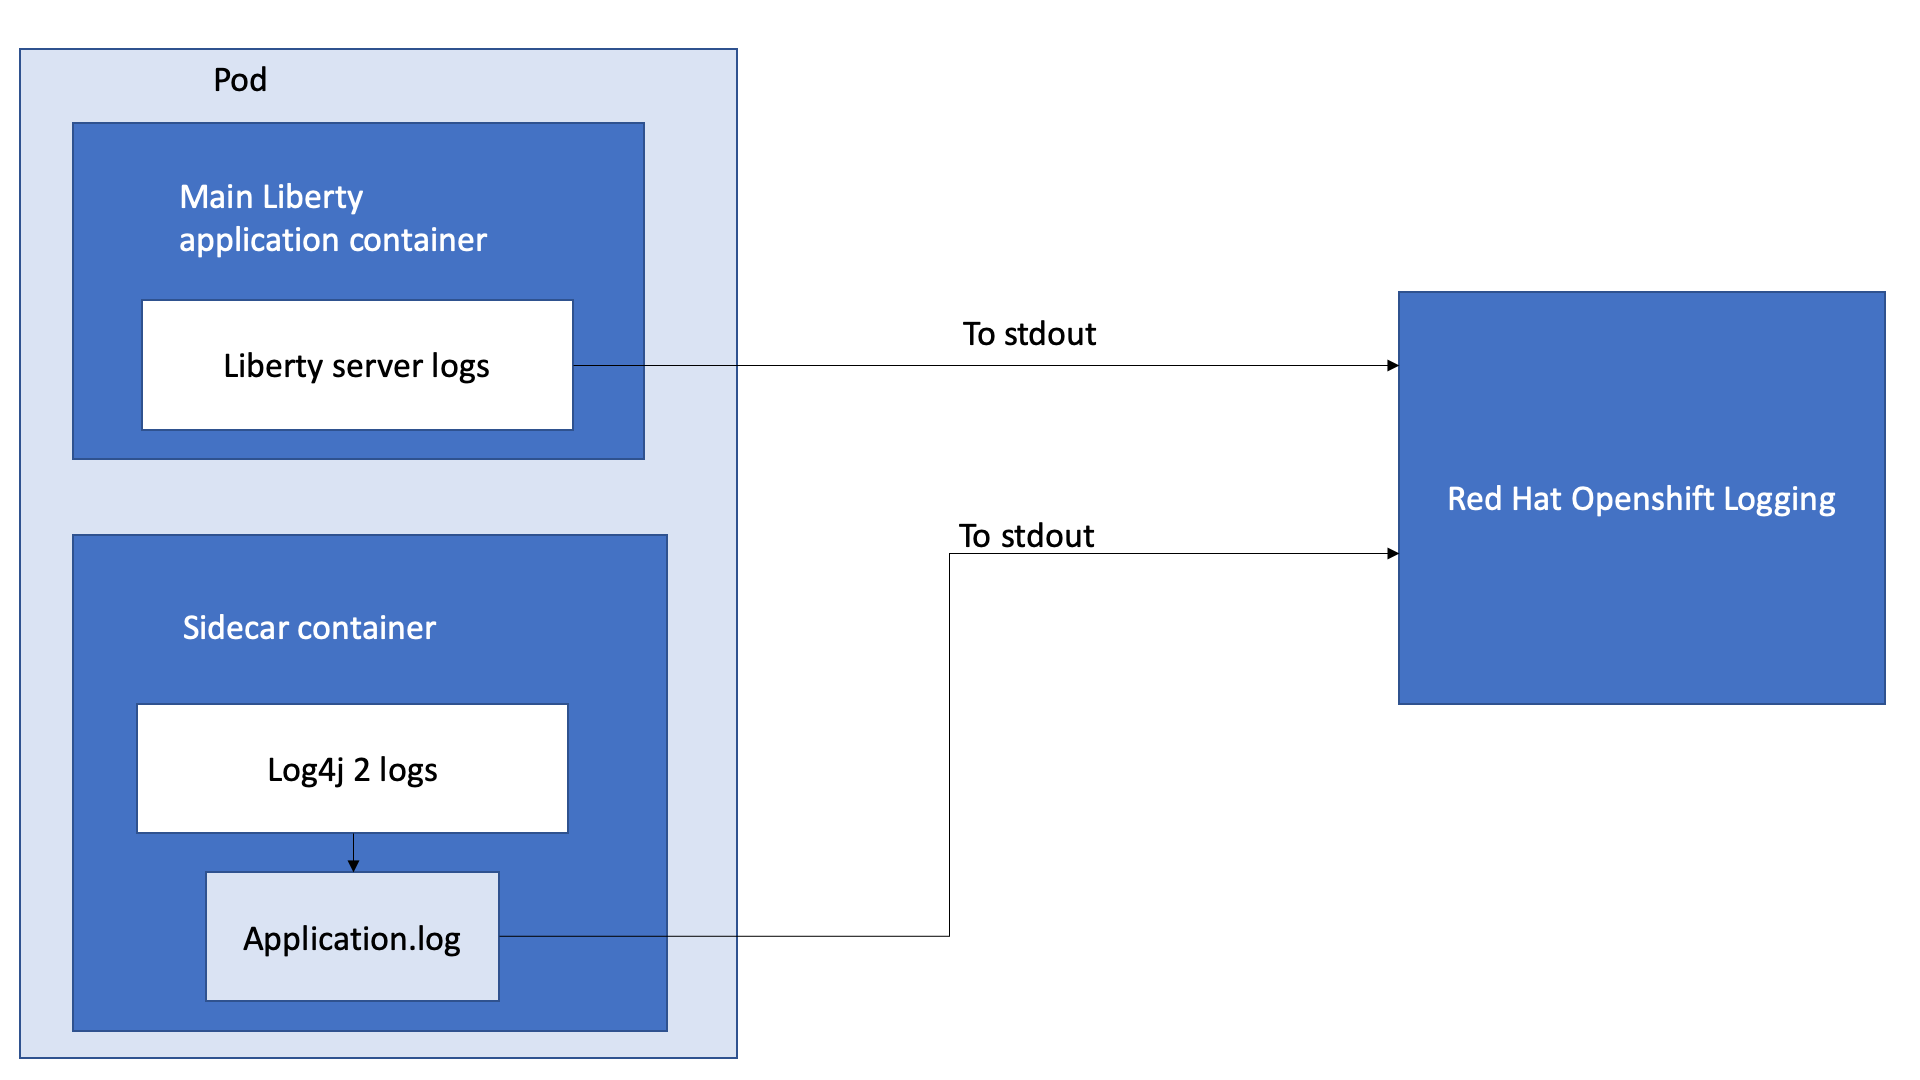 Pod
Main Liberty
application container
Liberty server logs
To stdout
Red Hat Openshift Logging
To stdout
Sidecar container
Log4j 2 logs
Application.log